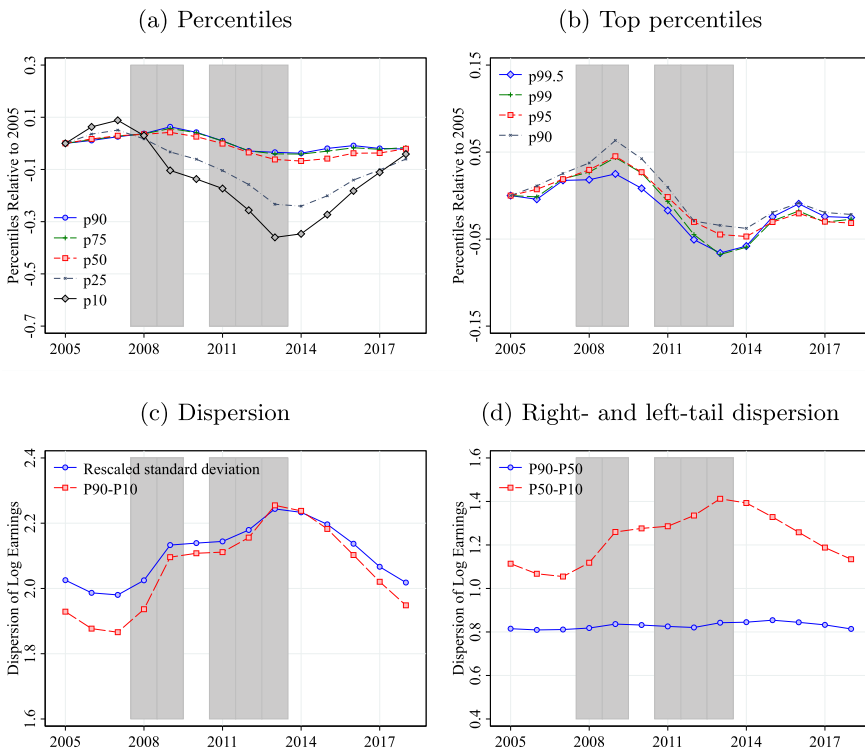 (a) Percentiles
Percentiles Relative to 2005
0.3
0.1
-0.1
-0.3
-0.5
-0.7
p90
p75
p50
p25
p10
2005 2008 2011 2014 2017
(b) Top percentiles
Percentiles Relative to 2005
0.15
0.05
-0.05
-0.15
p99.5
p99
p95
p90
2005 2008 2011 2014 2017
(c) Dispersion
Dispersion of Log Earnings
2.4
2.2
2.0
1.8
1.6
Rescaled standard deviation
P90-P10
2005 2008 2011 2014 2017
(d) Right- and left-tail dispersion
Dispersion of Log Earnings
1.6
1.4
1.2
1.0
0.8
0.6
0.4
P90-P50
P50-P10
2005 2008 2011 2014 2017